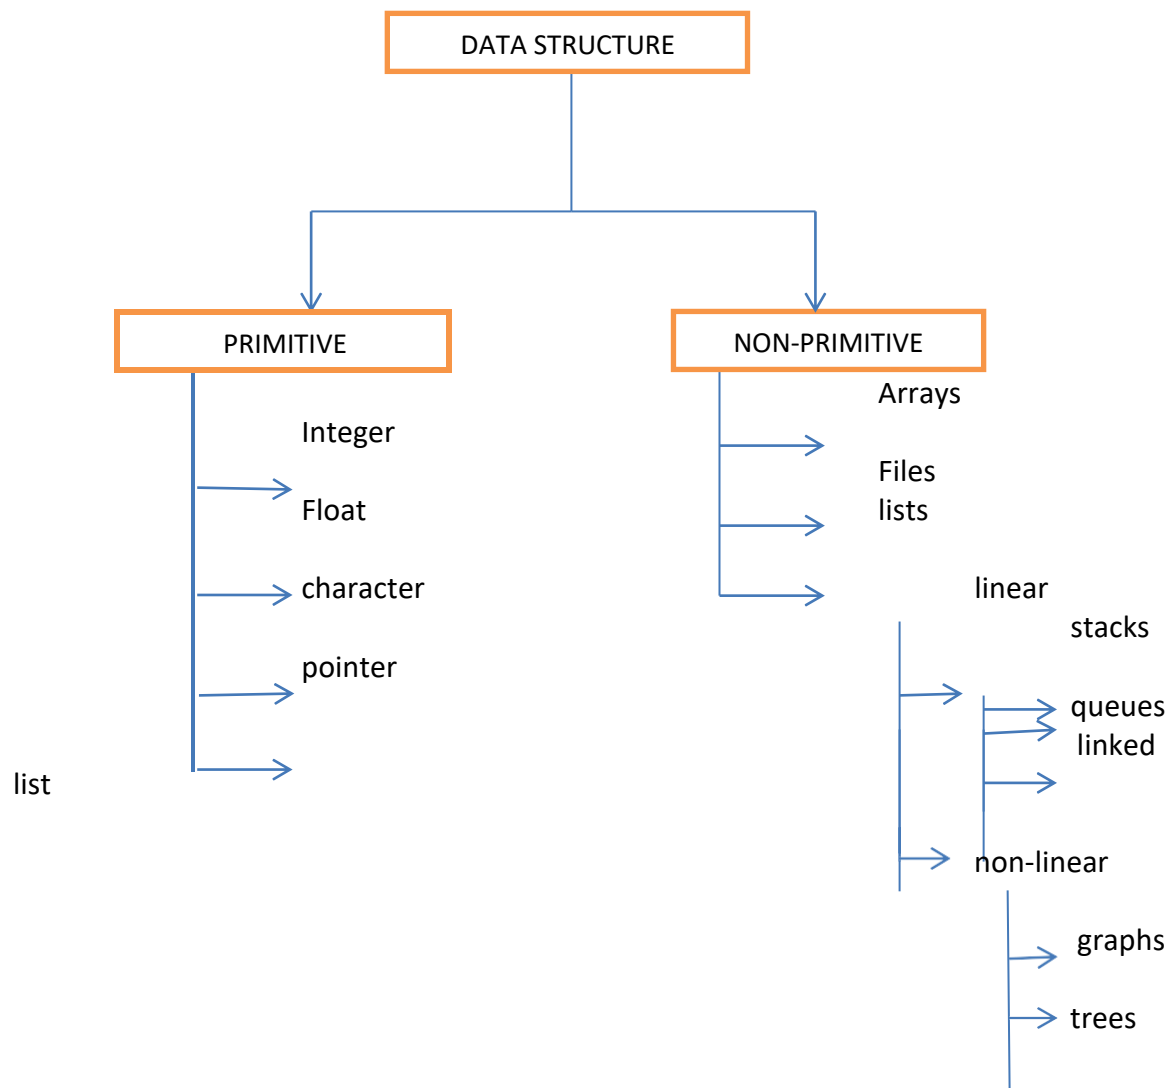 DATA STRUCTURE
PRIMITIVE
NON-PRIMITIVE
Arrays
Integer
Files
Float
lists
character
linear
stacks
pointer
queues
linked
list
non-linear
graphs
trees